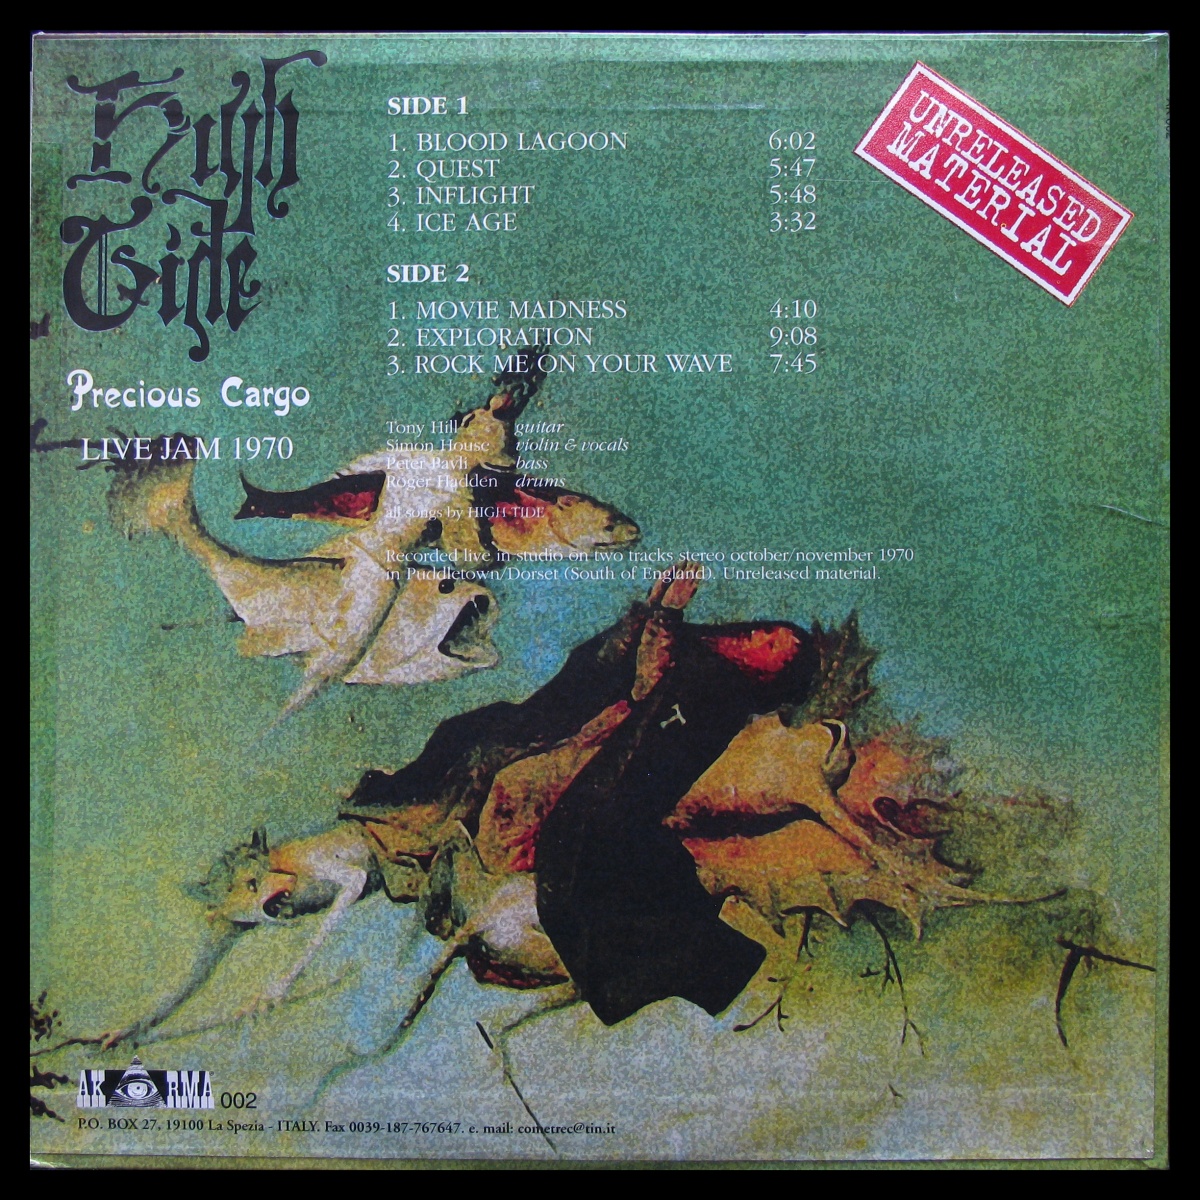 High
Tide
Precious Cargo
LIVE JAM 1970
SIDE 1
1. BLOOD LAGOON 6:02
2. QUEST 5:47
3. INFLIGHT 5:48
4. ICE AGE 3:32
SIDE 2
1. MOVIE MADNESS 4:10
2. EXPLORATION 9:08
3. ROCK ME ON YOUR WAVE 7:45
UNRELEASED
MATERIAL
Tony Hill guitar
Simon House violin & vocals
Peter Pavli bass
Roger Hadden drums
all songs by HIGH TIDE
Recorded live in studio on two tracks stereo october/november 1970
in Puddletown/Dorset (South of England). Unreleased material.
AKARMA 002
P.O. BOX 27, 19100 La Spezia - ITALY. Fax 0039-187-767647. e. mail: cometrec@tin.it